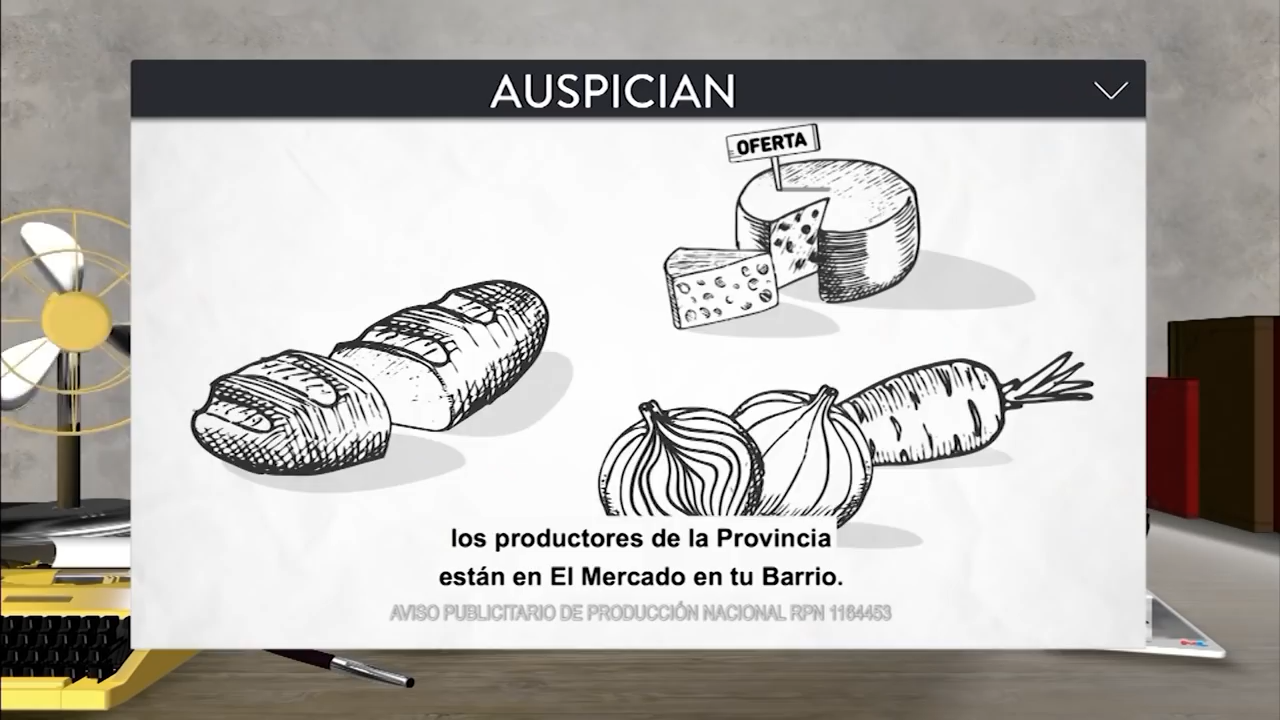 AUSPICIAN
OFERTA
los productores de la Provincia
están en El Mercado en tu Barrio.
AVISO PUBLICITARIO DE PRODUCCIÓN NACIONAL RPN 1164453